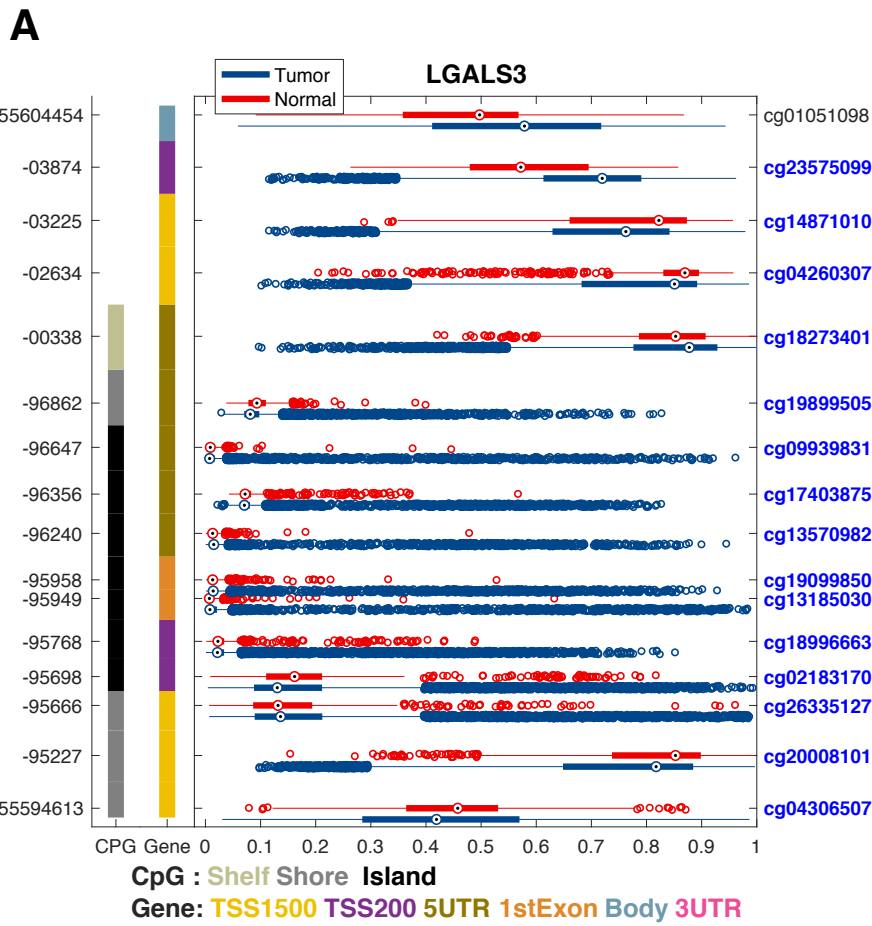 A
Tumor
Normal
LGALS3
55604454
cg01051098
-03874
cg23575099
-03225
cg14871010
-02634
cg04260307
-00338
cg18273401
-96862
cg19899505
-96647
cg09939831
-96356
cg17403875
-96240
cg13570982
-95958
cg19099850
-95949
cg13185030
-95768
cg18996663
-95698
cg02183170
-95666
cg26335127
-95227
cg20008101
55594613
cg04306507
CPG Gene 0 0.1 0.2 0.3 0.4 0.5 0.6 0.7 0.8 0.9 1
CpG : Shelf Shore Island
Gene: TSS1500 TSS200 5UTR 1stExon Body 3UTR